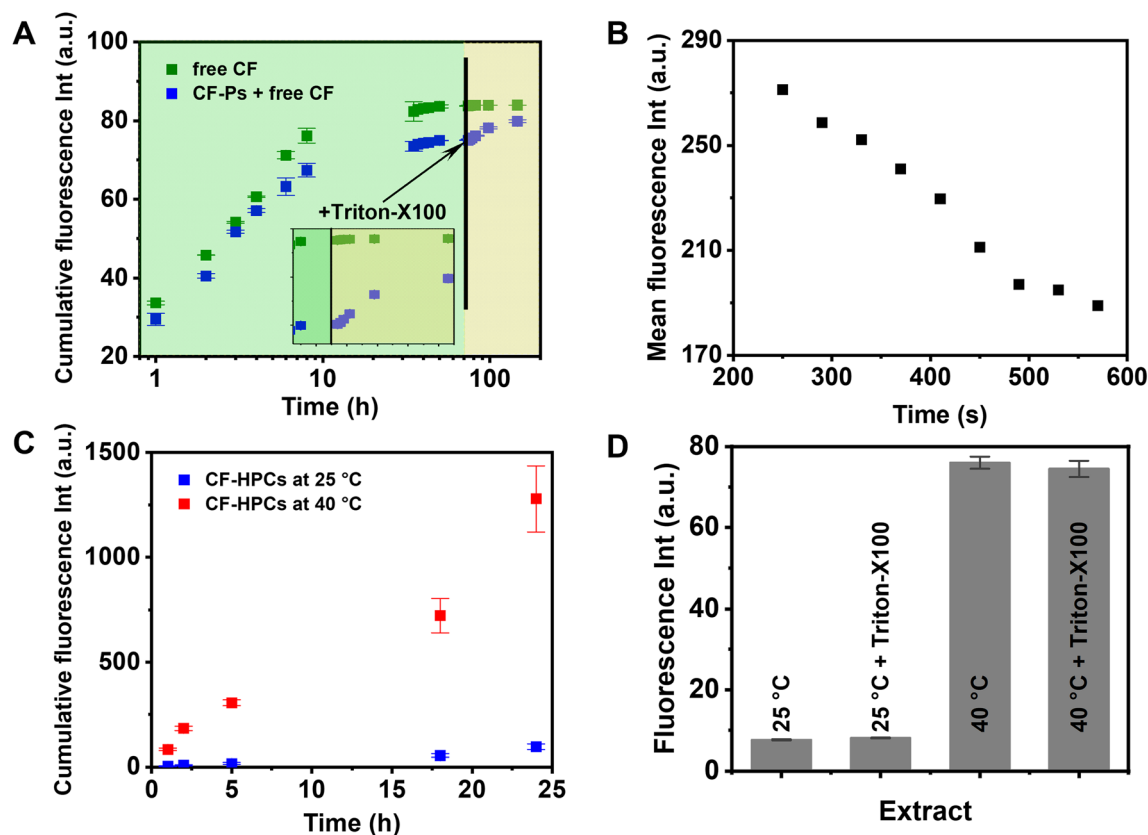 A
Cumulative fluorescence Int (a.u.)
100
80
60
40
20
free CF
CF-Ps + free CF
+Triton-X100
1
10
100
Time (h)
B
Mean fluorescence Int (a.u.)
290
250
210
170
200
300
400
500
600
Time (s)
C
Cumulative fluorescence Int (a.u.)
1500
1000
500
0
CF-HPCs at 25 °C
CF-HPCs at 40 °C
0
5
10
15
20
25
Time (h)
D
Fluorescence Int (a.u.)
80
60
40
20
0
25 °C
25 °C + Triton-X100
40 °C
40 °C + Triton-X100
Extract